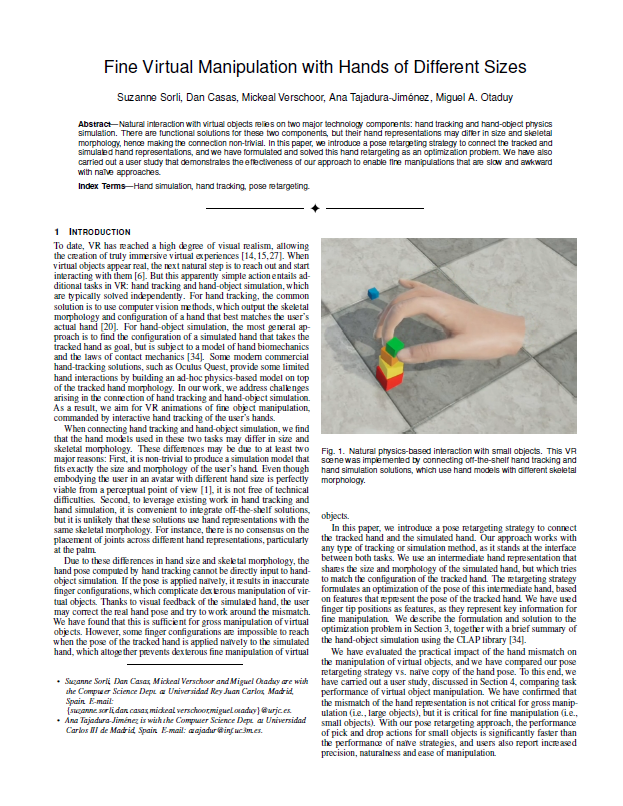 Fine Virtual Manipulation with Hands of Different Sizes
Suzanne Sorli, Dan Casas, Mickeal Verschoor, Ana Tajadura-Jiménez, Miguel A. Otaduy
Abstract—Natural interaction with virtual objects relies on two major technology components: hand tracking and hand-object physics
simulation. There are functional solutions for these two components, but their hand representations may differ in size and skeletal
morphology, hence making the connection non-trivial. In this paper, we introduce a pose retargeting strategy to connect the tracked and
simulated hand representations, and we have formulated and solved this hand retargeting as an optimization problem. We have also
carried out a user study that demonstrates the effectiveness of our approach to enable fine manipulations that are slow and awkward
with naïve approaches.
Index Terms—Hand simulation, hand tracking, pose retargeting.
1 INTRODUCTION
To date, VR has reached a high degree of visual realism, allowing
the creation of truly immersive virtual experiences [14,15,27]. When
virtual objects appear real, the next natural step is to reach out and start
interacting with them [6]. But this apparently simple action entails ad-
ditional tasks in VR: hand tracking and hand-object simulation, which
are typically solved independently. For hand tracking, the common
solution is to use computer vision methods, which output the skeletal
morphology and configuration of a hand that best matches the user's
actual hand [20]. For hand-object simulation, the most general ap-
proach is to find the configuration of a simulated hand that takes the
tracked hand as goal, but is subject to a model of hand biomechanics
and the laws of contact mechanics [34]. Some modern commercial
hand-tracking solutions, such as Oculus Quest, provide some limited
hand interactions by building an ad-hoc physics-based model on top
of the tracked hand morphology. In our work, we address challenges
arising in the connection of hand tracking and hand-object simulation.
As a result, we aim for VR animations of fine object manipulation,
commanded by interactive hand tracking of the user's hands.
When connecting hand tracking and hand-object simulation, we find
that the hand models used in these two tasks may differ in size and
skeletal morphology. These differences may be due to at least two
major reasons: First, it is non-trivial to produce a simulation model that
fits exactly the size and morphology of the user's hand. Even though
embodying the user in an avatar with different hand size is perfectly
viable from a perceptual point of view [1], it is not free of technical
difficulties. Second, to leverage existing work in hand tracking and
hand simulation, it is convenient to integrate off-the-shelf solutions,
but it is unlikely that these solutions use hand representations with the
same skeletal morphology. For instance, there is no consensus on the
placement of joints across different hand representations, particularly
at the palm.
Due to these differences in hand size and skeletal morphology, the
hand pose computed by hand tracking cannot be directly input to hand-
object simulation. If the pose is applied naïvely, it results in inaccurate
finger configurations, which complicate dexterous manipulation of vir-
tual objects. Thanks to visual feedback of the simulated hand, the user
may correct the real hand pose and try to work around the mismatch.
We have found that this is sufficient for gross manipulation of virtual
objects. However, some finger configurations are impossible to reach
when the pose of the tracked hand is applied naïvely to the simulated
hand, which altogether prevents dexterous fine manipulation of virtual
• Suzanne Sorli, Dan Casas, Mickeal Verschoor and Miguel Otaduy are with
the Computer Science Dept. at Universidad Rey Juan Carlos, Madrid,
Spain. E-mail:
{suzanne.sorli,dan.casas,mickeal.verschoor,miguel.otaduy}@urjc.es.
• Ana Tajadura-Jiménez is with the Computer Science Dept. at Universidad
Carlos III de Madrid, Spain. E-mail: atajadur@inf.uc3m.es.
Fig. 1. Natural physics-based interaction with small objects. This VR
scene was implemented by connecting off-the-shelf hand tracking and
hand simulation solutions, which use hand models with different skeletal
morphology.
objects.
In this paper, we introduce a pose retargeting strategy to connect
the tracked hand and the simulated hand. Our approach works with
any type of tracking or simulation method, as it stands at the interface
between both tasks. We use an intermediate hand representation that
shares the size and morphology of the simulated hand, but which tries
to match the configuration of the tracked hand. The retargeting strategy
formulates an optimization of the pose of this intermediate hand, based
on features that represent the pose of the tracked hand. We have used
finger tip positions as features, as they represent key information for
fine manipulation. We describe the formulation and solution to the
optimization problem in Section 3, together with a brief summary of
the hand-object simulation using the CLAP library [34].
We have evaluated the practical impact of the hand mismatch on
the manipulation of virtual objects, and we have compared our pose
retargeting strategy vs. naïve copy of the hand pose. To this end, we
have carried out a user study, discussed in Section 4, comparing task
performance of virtual object manipulation. We have confirmed that
the mismatch of the hand representation is not critical for gross manip-
ulation (i.e., large objects), but it is critical for fine manipulation (i.e.,
small objects). With our pose retargeting approach, the performance
of pick and drop actions for small objects is significantly faster than
the performance of naïve strategies, and users also report increased
precision, naturalness and ease of manipulation.